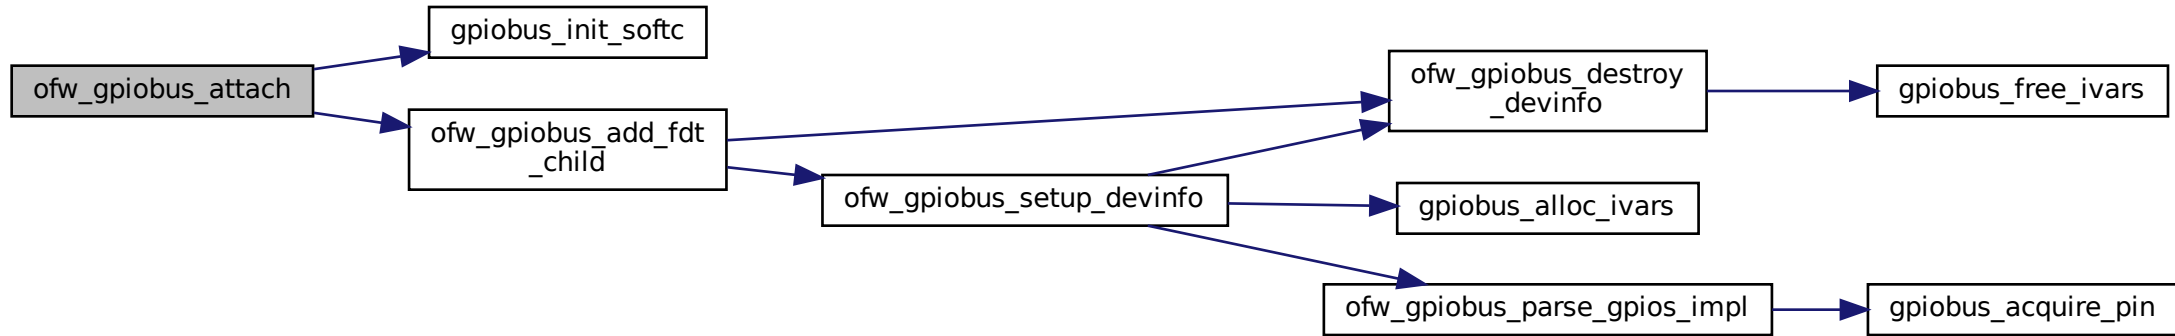 ofw_gpiobus_attach
gpiobus_init_softc
ofw_gpiobus_add_fdt
_child
ofw_gpiobus_setup_devinfo
ofw_gpiobus_destroy
_devinfo
gpiobus_free_ivars
gpiobus_alloc_ivars
ofw_gpiobus_parse_gpios_impl
gpiobus_acquire_pin